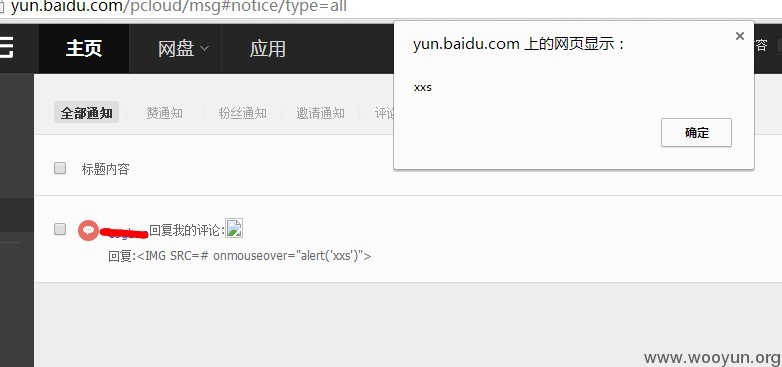 yun.baidu.com/pcloud/msg#notice/type=all
主页 网盘 应用
yun.baidu.com 上的网页显示：
xxs
确定
全部通知 赞通知 粉丝通知 邀请通知 评论
标题内容
回复我的评论:
回复:<IMG SRC=# onmouseover="alert('xxs')">
www.wooyun.org